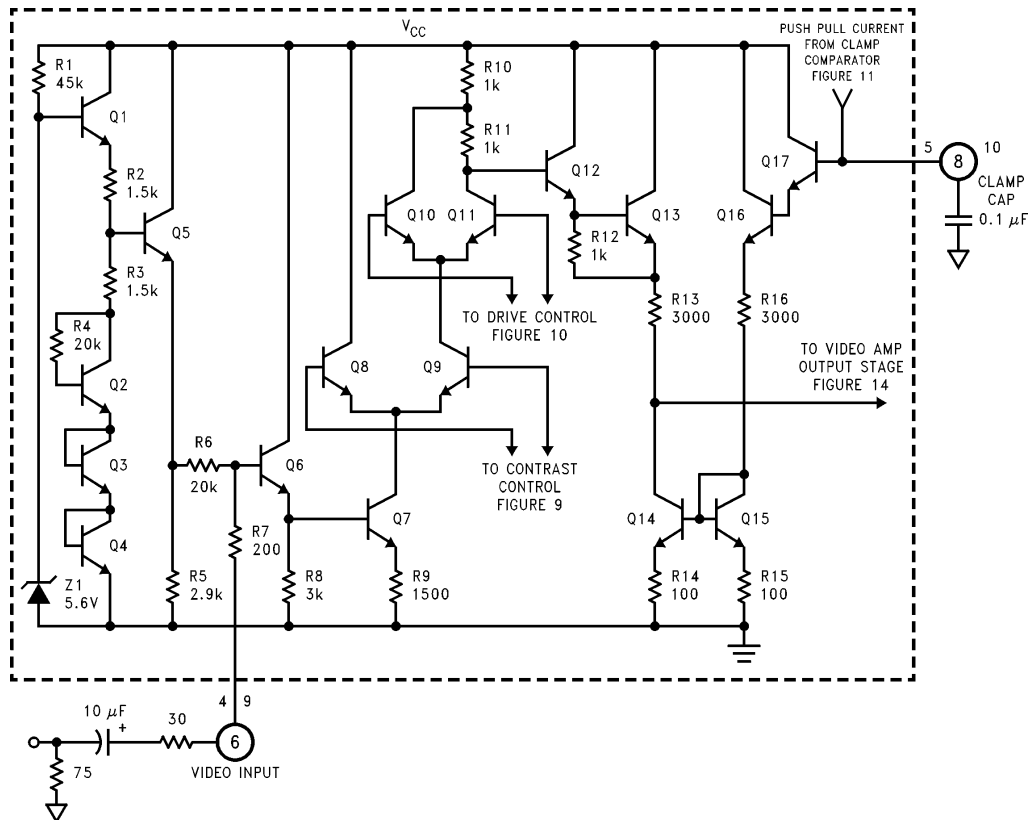 V_CC
PUSH PULL CURRENT
FROM CLAMP
COMPARATOR
FIGURE 11
R1
45k
Q1
R2
1.5k
Q5
R3
1.5k
R4
20k
Q2
Q3
Q4
Z1
5.6V
R5
2.9k
R6
20k
R7
200
Q6
R8
3k
Q7
R9
1500
Q8
Q9
TO CONTRAST
CONTROL
FIGURE 9
R10
1k
R11
1k
Q10
Q11
TO DRIVE CONTROL
FIGURE 10
Q12
R12
1k
Q13
R13
3000
Q16
R16
3000
Q17
5
8
10
CLAMP
CAP
0.1 μF
TO VIDEO AMP
OUTPUT STAGE
FIGURE 14
Q14
Q15
R14
100
R15
100
4
9
10 μF
+
30
6
75
VIDEO INPUT